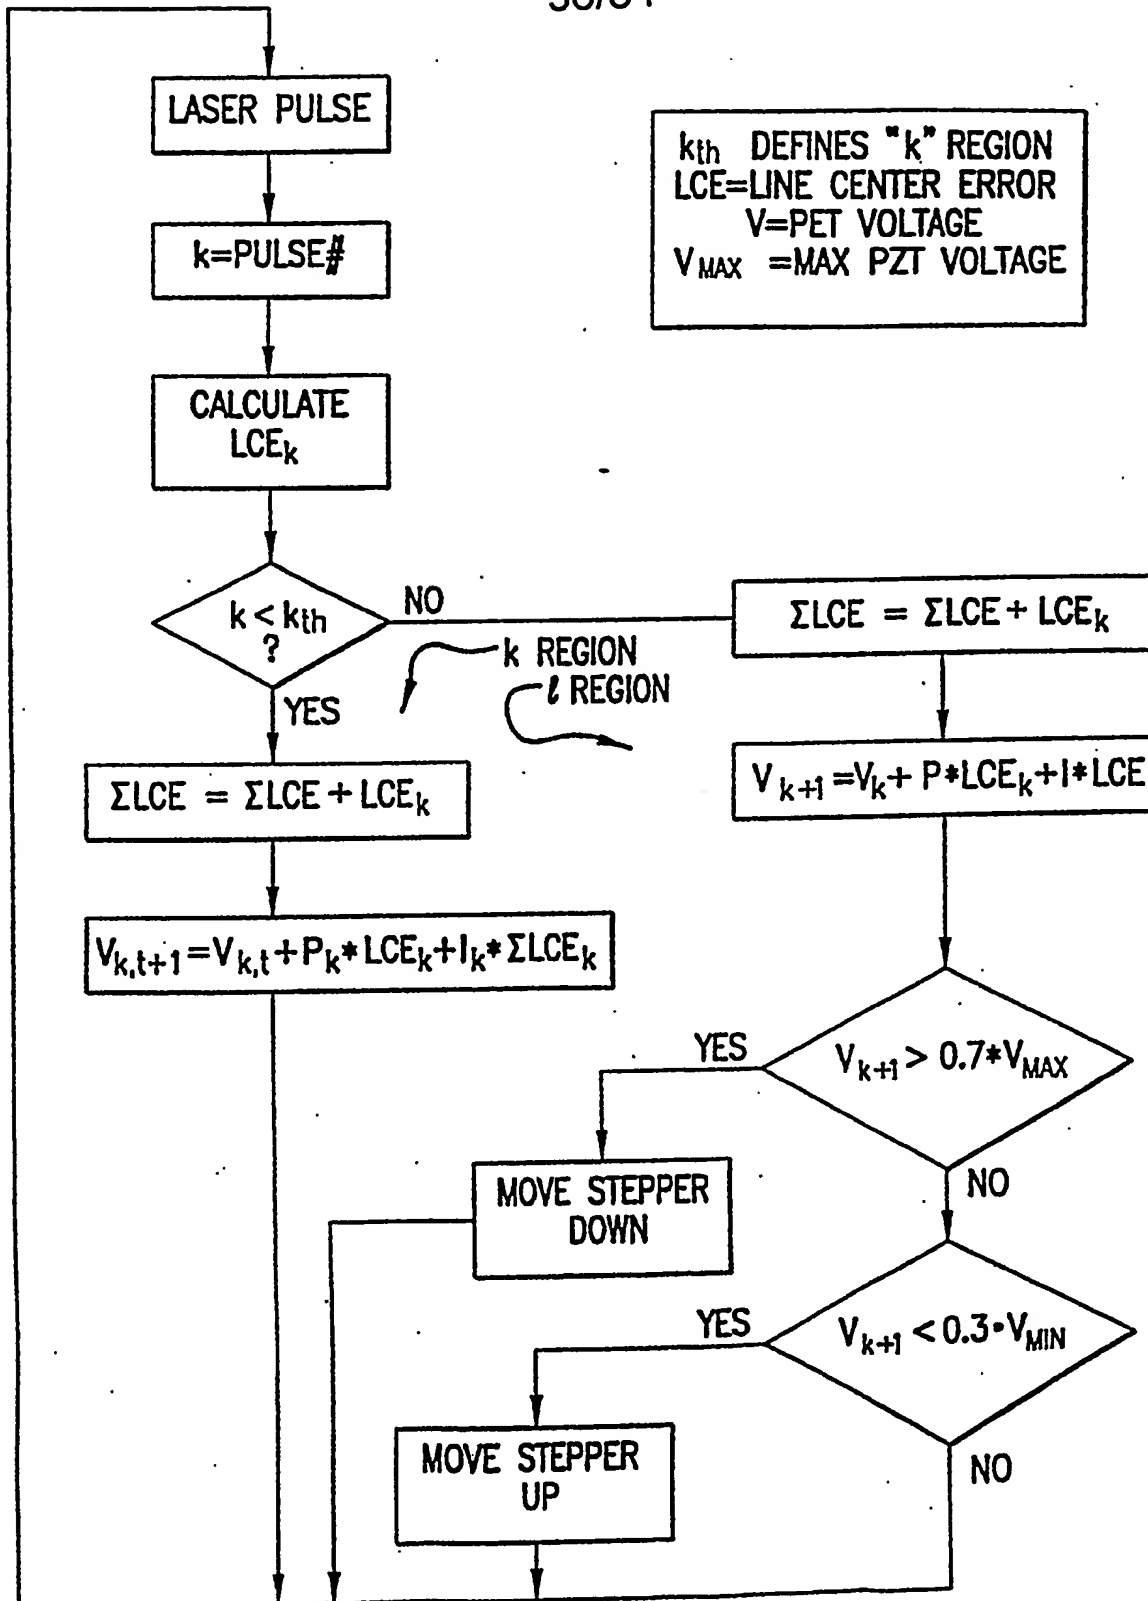 LASER PULSE
k=PULSE#
CALCULATE
LCEk
k < kth
?
NO
YES
k REGION
ℓ REGION
ΣLCE = ΣLCE + LCEk
Vk,t+1=Vk,t+Pk*LCEk+Ik*ΣLCEk
kth DEFINES "k" REGION
LCE=LINE CENTER ERROR
V=PET VOLTAGE
VMAX =MAX PZT VOLTAGE
ΣLCE = ΣLCE + LCEk
Vk+1=Vk+ P*LCEk+I*LCE
Vk+1 > 0.7*VMAX
YES
NO
MOVE STEPPER
DOWN
Vk+1 < 0.3•VMIN
YES
NO
MOVE STEPPER
UP